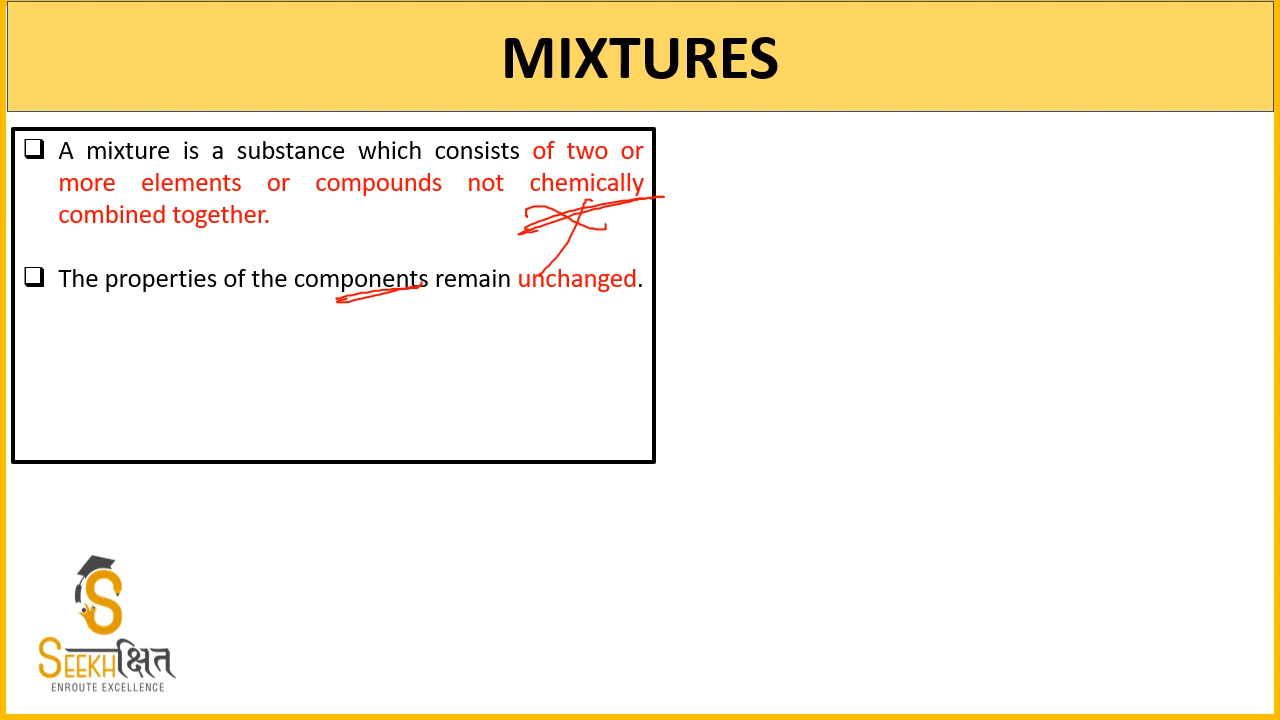 MIXTURES
A mixture is a substance which consists of two or
more elements or compounds not chemically
combined together.
The properties of the components remain unchanged.
S
SEEKHक्षित
ENROUTE EXCELLENCE